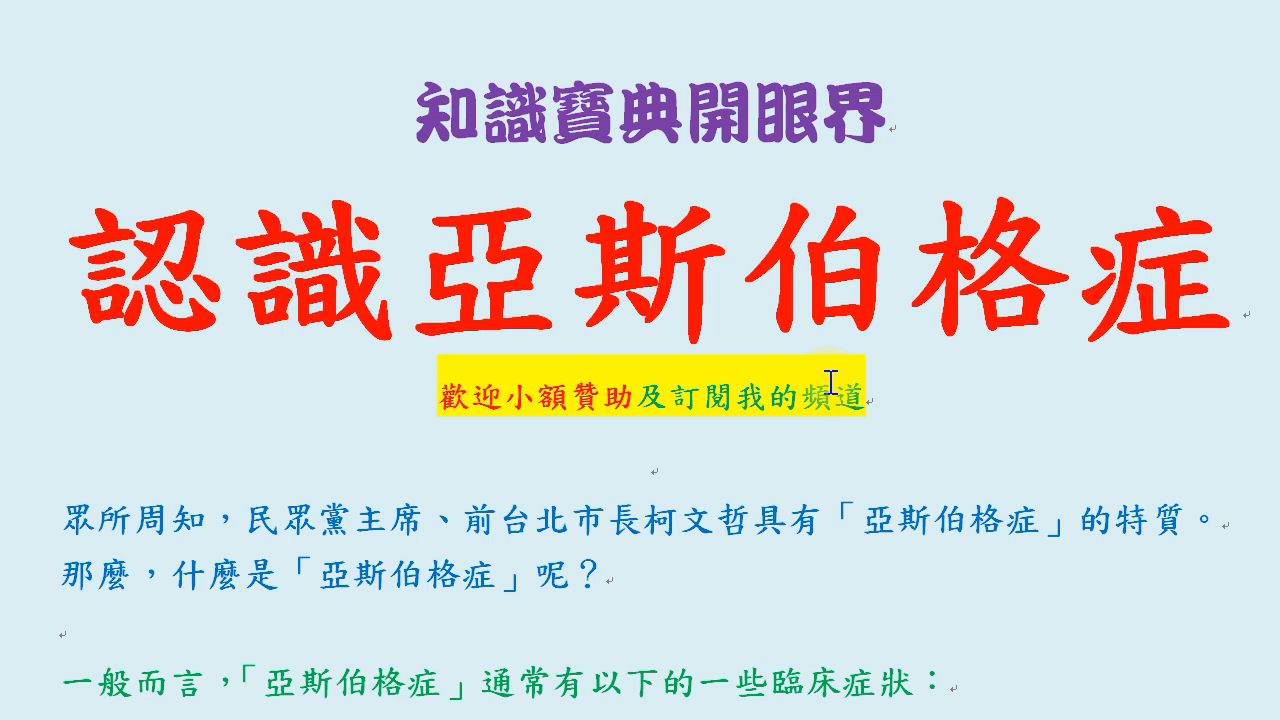 知識寶典開眼界
認識亞斯伯格症
歡迎小額贊助及訂閱我的頻道
眾所周知，民眾黨主席、前台北市長柯文哲具有「亞斯伯格症」的特質。
那麼，什麼是「亞斯伯格症」呢？
一般而言，「亞斯伯格症」通常有以下的一些臨床症狀：